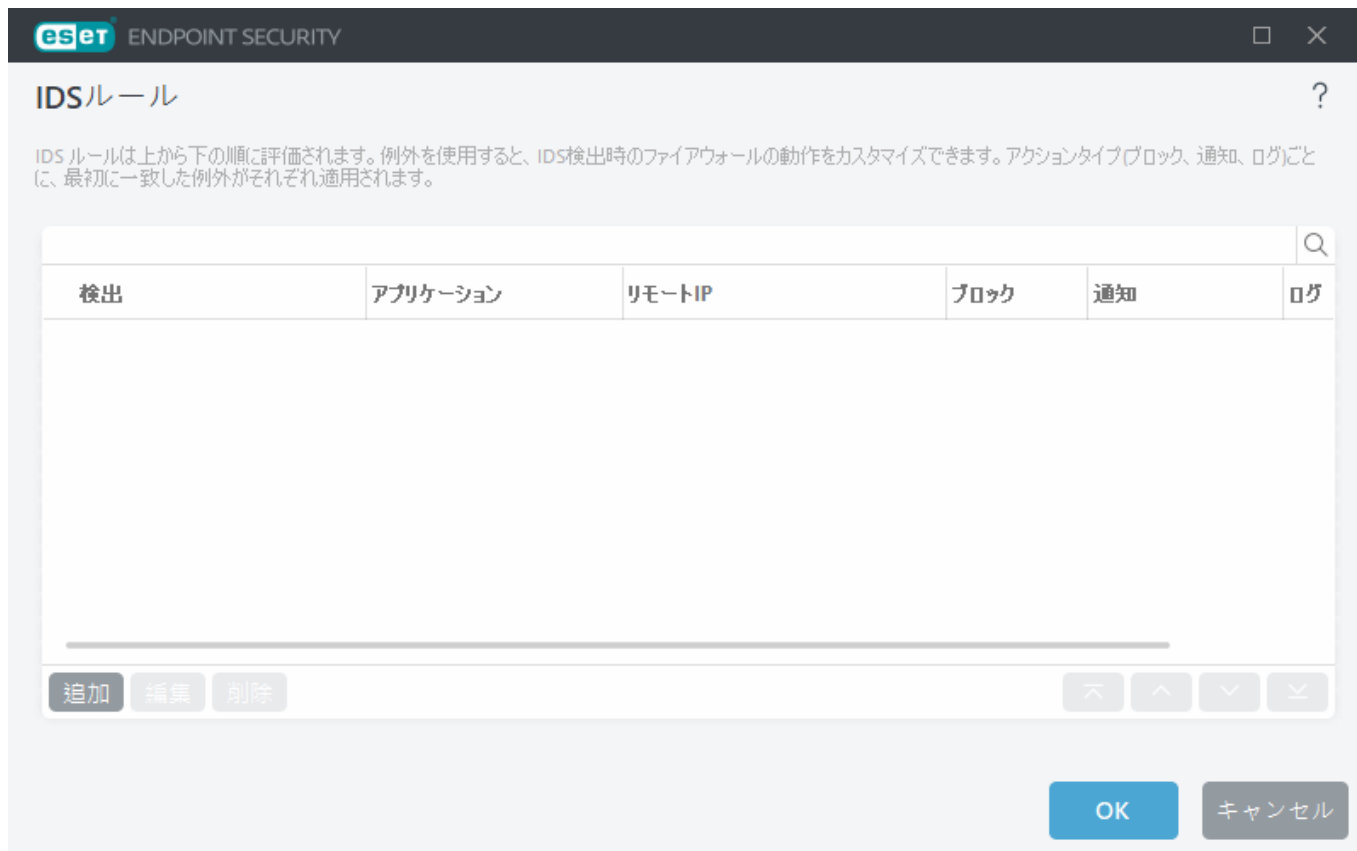 eset ENDPOINT SECURITY
IDSルール
?
IDS ルールは上から下の順に評価されます。例外を使用すると、IDS検出時のファイアウォールの動作をカスタマイズできます。アクションタイプ(ブロック、通知、ログ)ごと
に、最初に一致した例外がそれぞれ適用されます。
検出 アプリケーション リモートIP ブロック 通知 ログ
追加 編集 削除
OK キャンセル